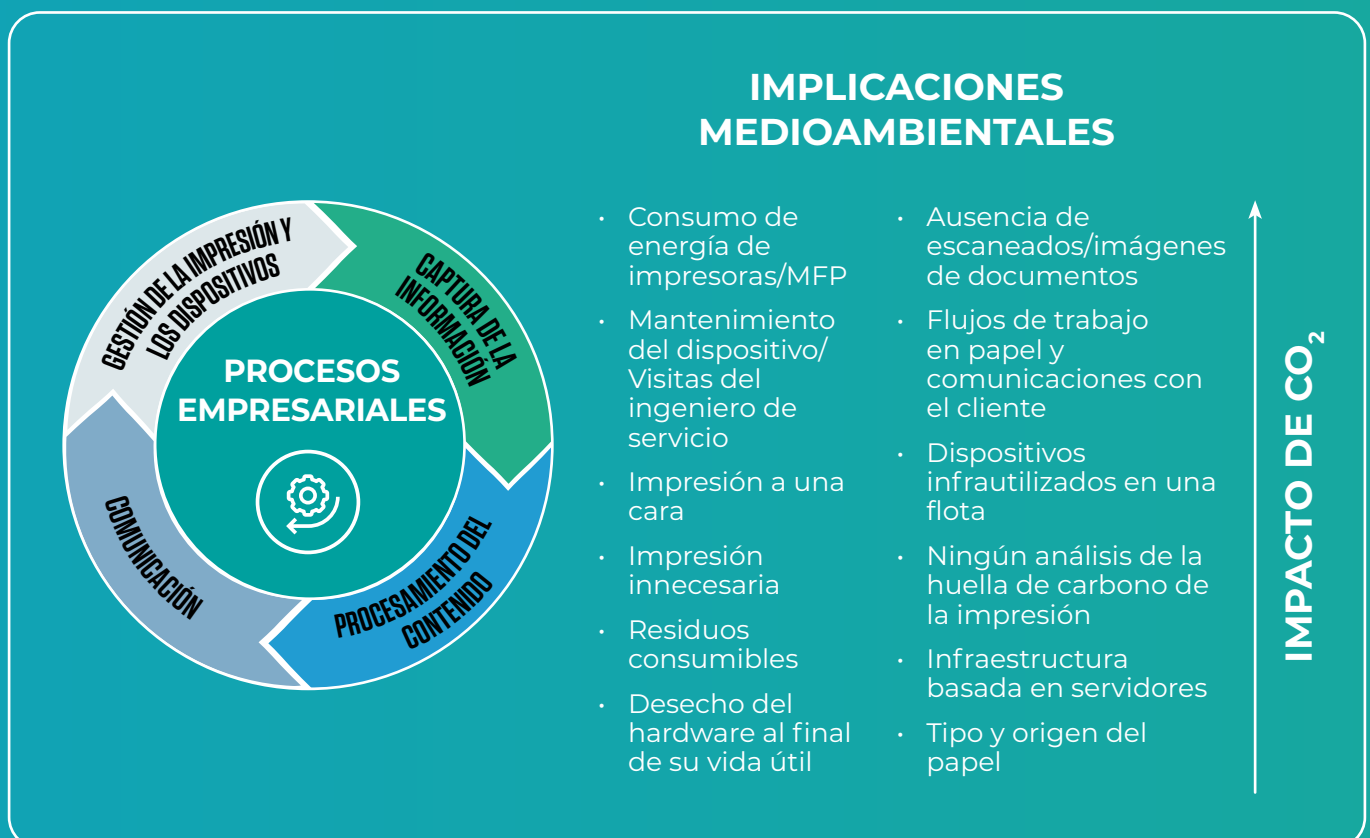 IMPLICACIONES
MEDIOAMBIENTALES
GESTIÓN DE LA IMPRESIÓN Y
LOS DISPOSITIVOS
CAPTURA DE LA
INFORMACIÓN
PROCESAMIENTO DEL
CONTENIDO
COMUNICACIÓN
PROCESOS
EMPRESARIALES
· Consumo de
energía de
impresoras/MFP
· Mantenimiento
del dispositivo/
Visitas del
ingeniero de
servicio
· Impresión a una
cara
· Impresión
innecesaria
· Residuos
consumibles
· Desecho del
hardware al final
de su vida útil
· Ausencia de
escaneados/imágenes
de documentos
· Flujos de trabajo
en papel y
comunicaciones con
el cliente
· Dispositivos
infrautilizados en una
flota
· Ningún análisis de la
huella de carbono de
la impresión
· Infraestructura
basada en servidores
· Tipo y origen del
papel
IMPACTO DE CO₂